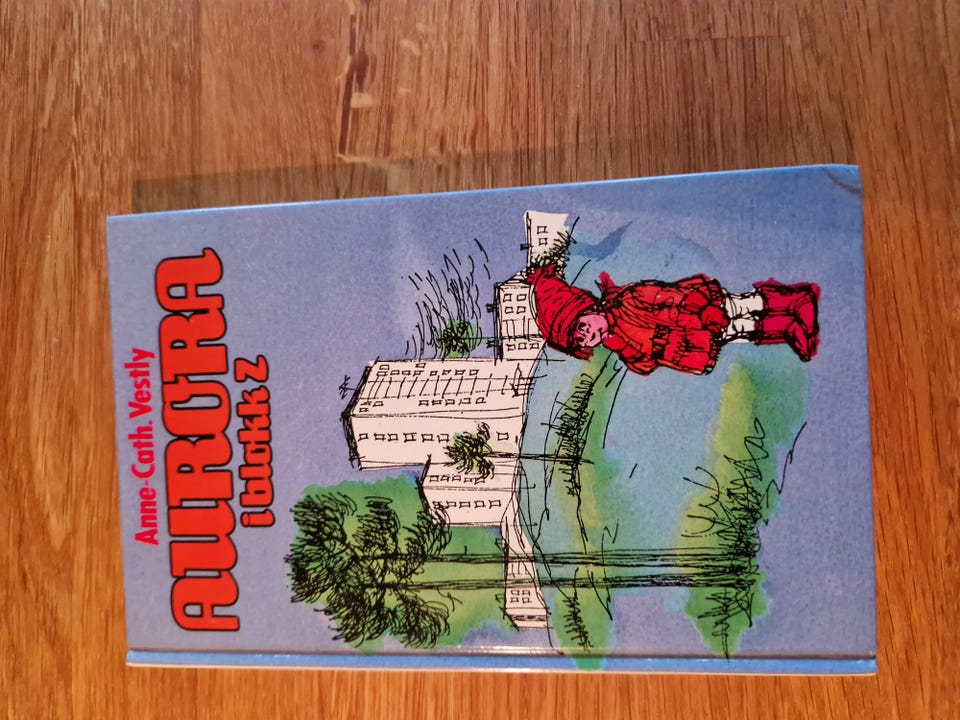 Anne-Cath. Vestly
AURORA
i blokk Z